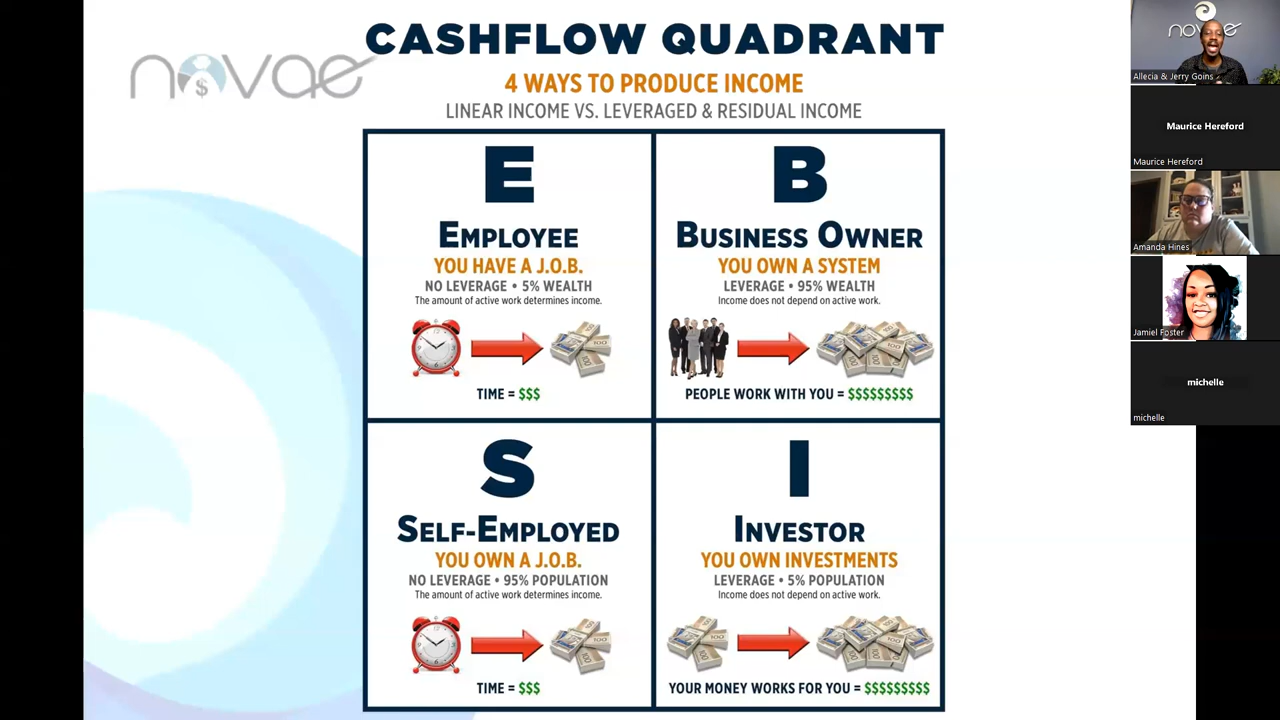 CASHFLOW QUADRANT
novae
$
4 WAYS TO PRODUCE INCOME
LINEAR INCOME VS. LEVERAGED & RESIDUAL INCOME
E
EMPLOYEE
YOU HAVE A J.O.B.
NO LEVERAGE • 5% WEALTH
The amount of active work determines income.
TIME = $$$
B
BUSINESS OWNER
YOU OWN A SYSTEM
LEVERAGE • 95% WEALTH
Income does not depend on active work.
PEOPLE WORK WITH YOU = $$$$$$$$$
S
SELF-EMPLOYED
YOU OWN A J.O.B.
NO LEVERAGE • 95% POPULATION
The amount of active work determines income.
TIME = $$$
I
INVESTOR
YOU OWN INVESTMENTS
LEVERAGE • 5% POPULATION
Income does not depend on active work.
YOUR MONEY WORKS FOR YOU = $$$$$$$$$
novae
Allecia & Jerry Goins
Maurice Hereford
Maurice Hereford
Amanda Hines
Jamiel Foster
michelle
michelle